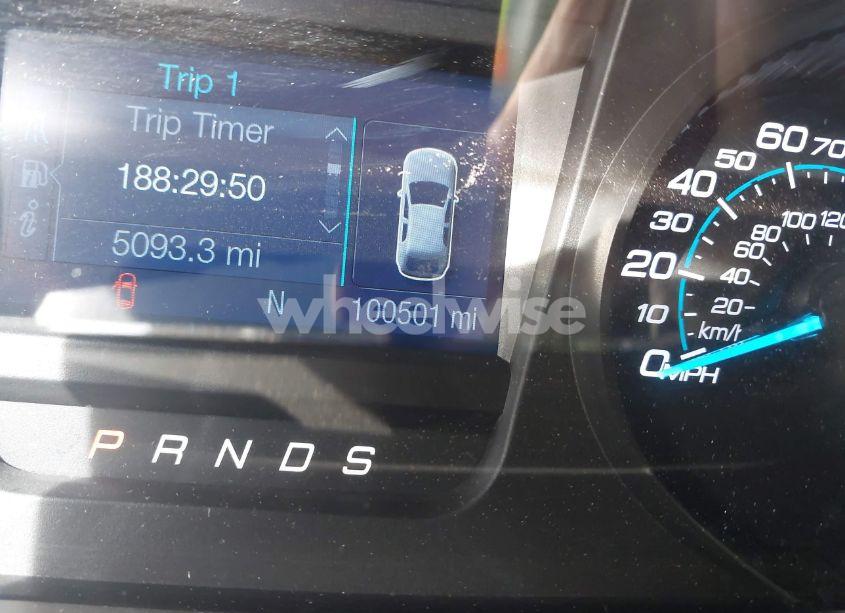 Trip 1
Trip Timer
188:29:50
5093.3 mi
N
100501 mi
wheelwise
P R N D S
0 10 20 30 40 50 60 70
20 40 60 80 100 120
km/h
MPH